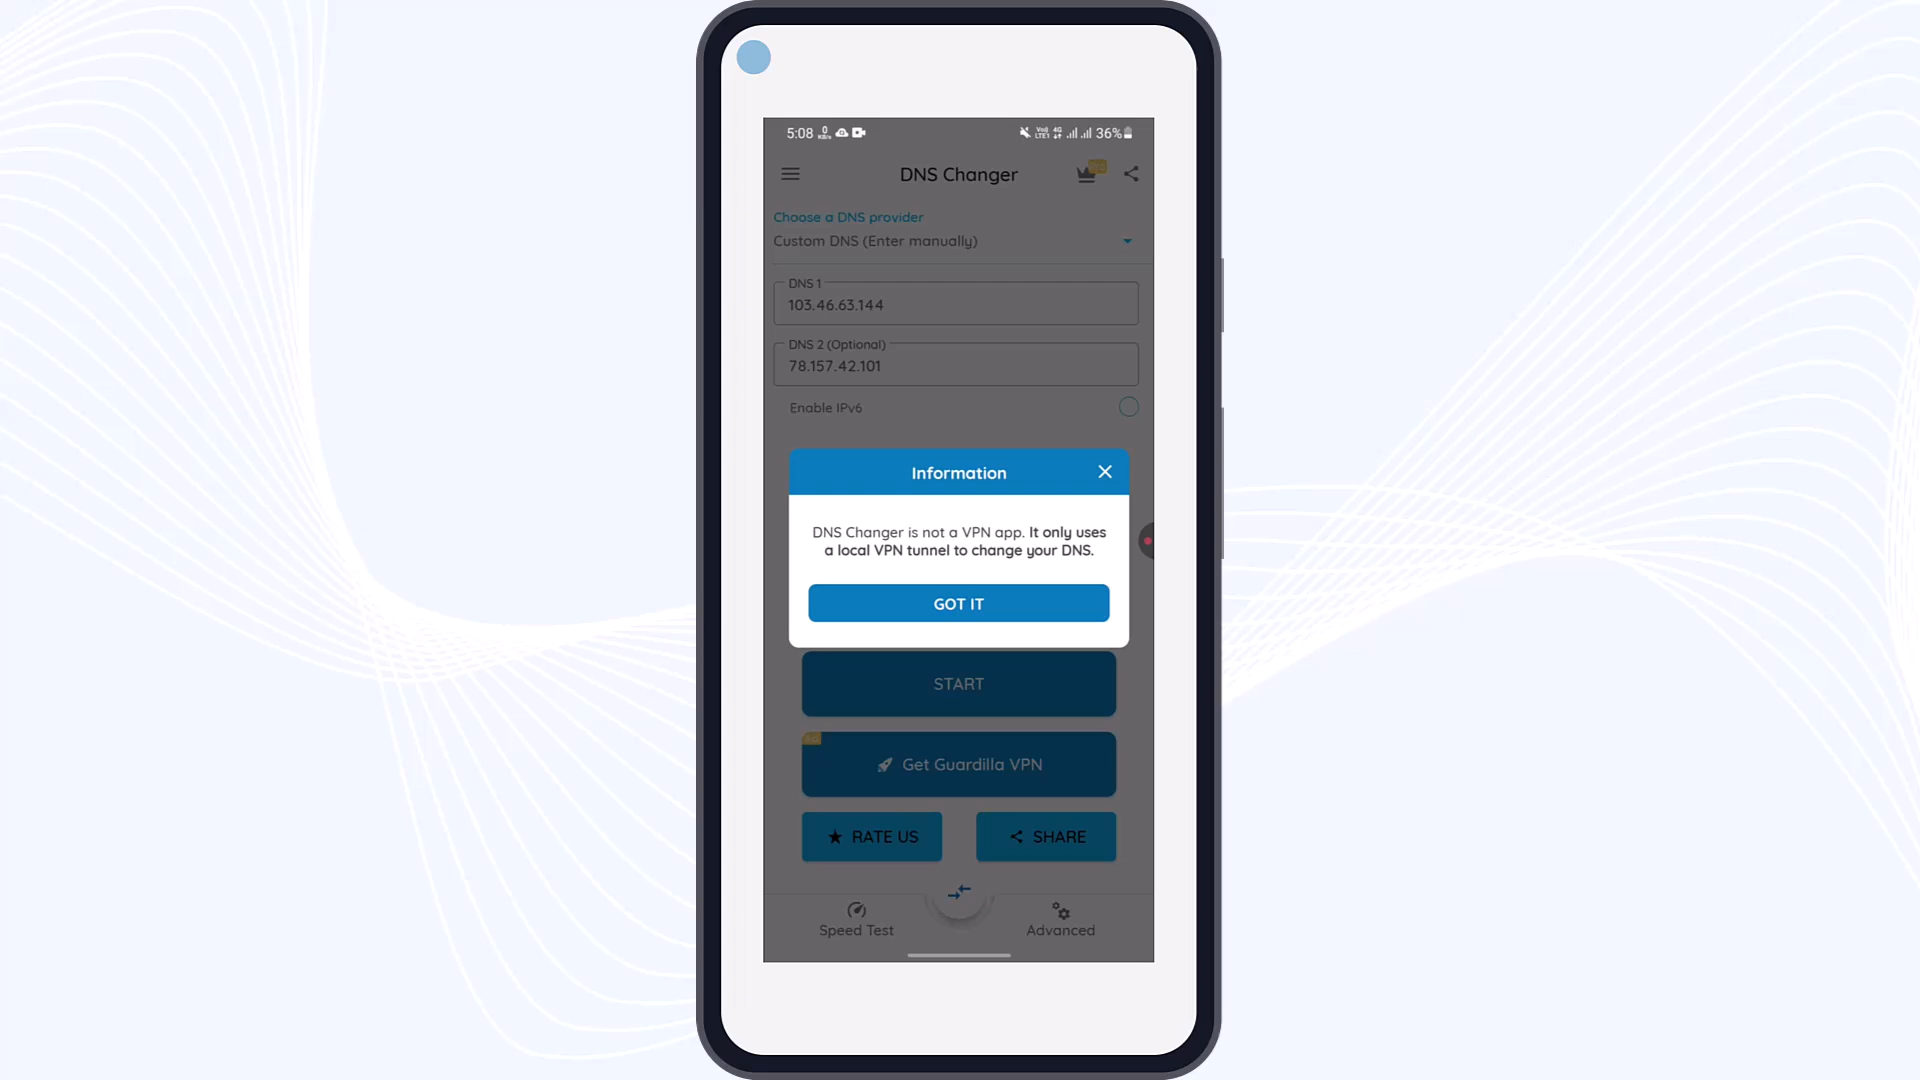 5:08
36%
DNS Changer
Choose a DNS provider
Custom DNS (Enter manually)
DNS 1
103.46.63.144
DNS 2 (Optional)
78.157.42.101
Enable IPv6
Information
DNS Changer is not a VPN app. It only uses
a local VPN tunnel to change your DNS.
GOT IT
START
Get Guardilla VPN
RATE US
SHARE
Speed Test
Advanced